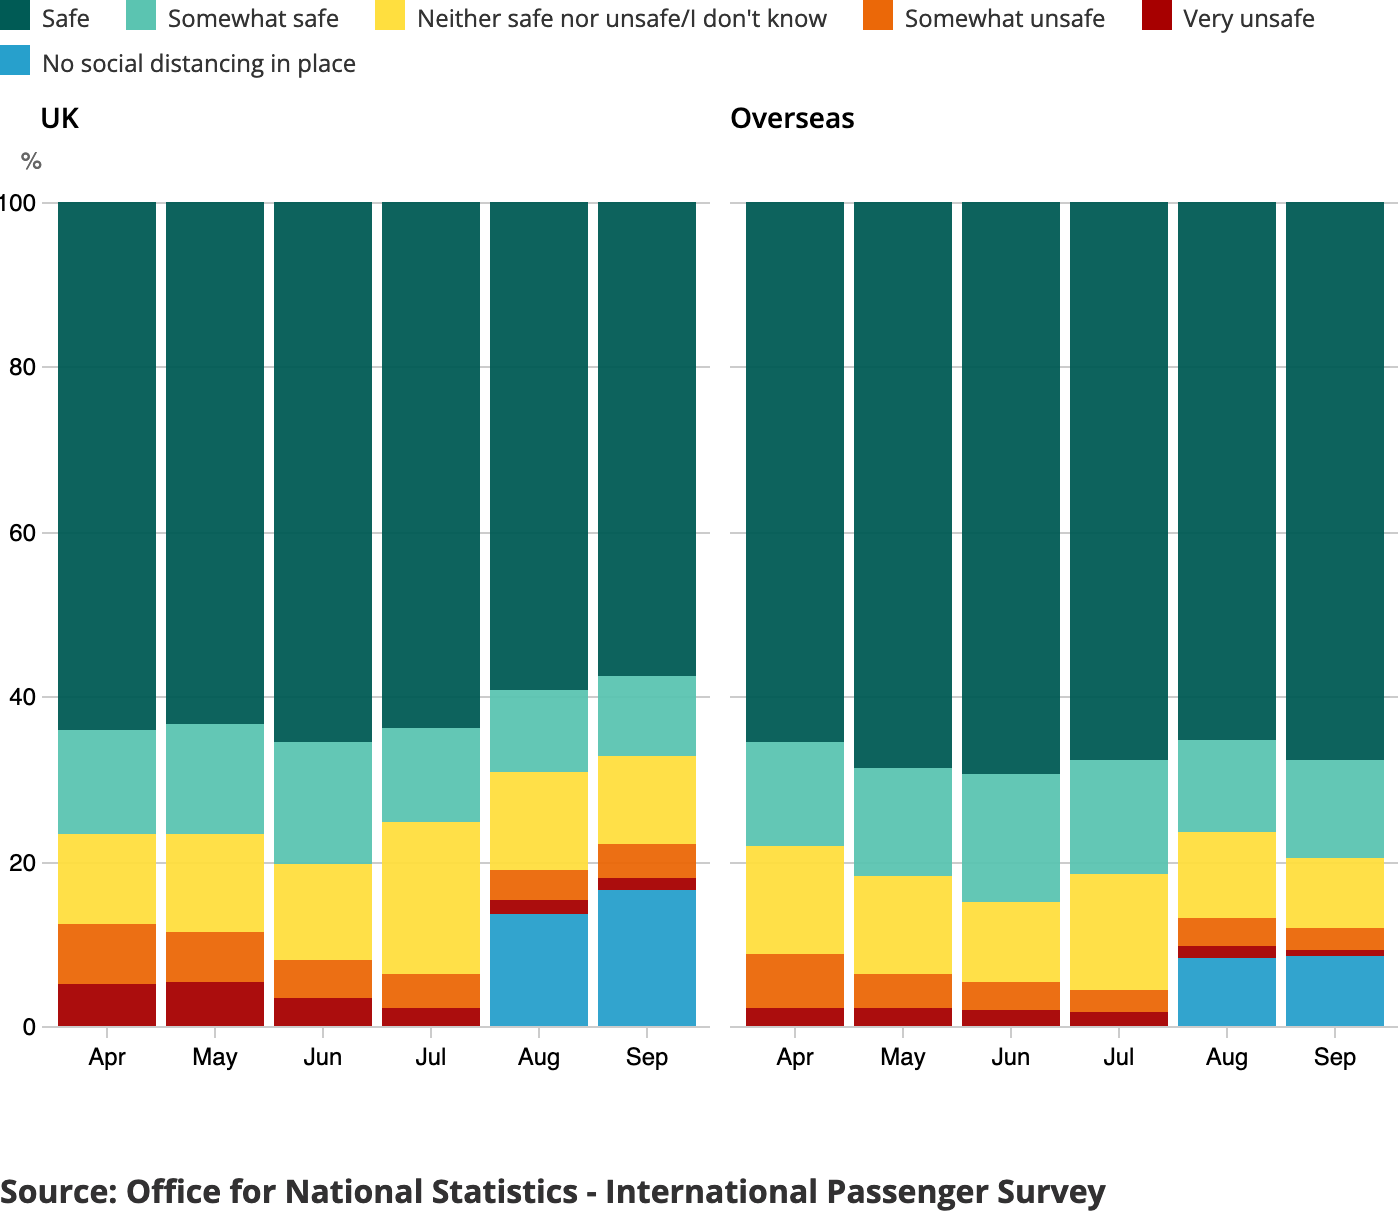 Safe Somewhat safe Neither safe nor unsafe/I don't know Somewhat unsafe Very unsafe
No social distancing in place
UK Overseas
%
100
80
60
40
20
0
Apr May Jun Jul Aug Sep Apr May Jun Jul Aug Sep
Source: Office for National Statistics - International Passenger Survey